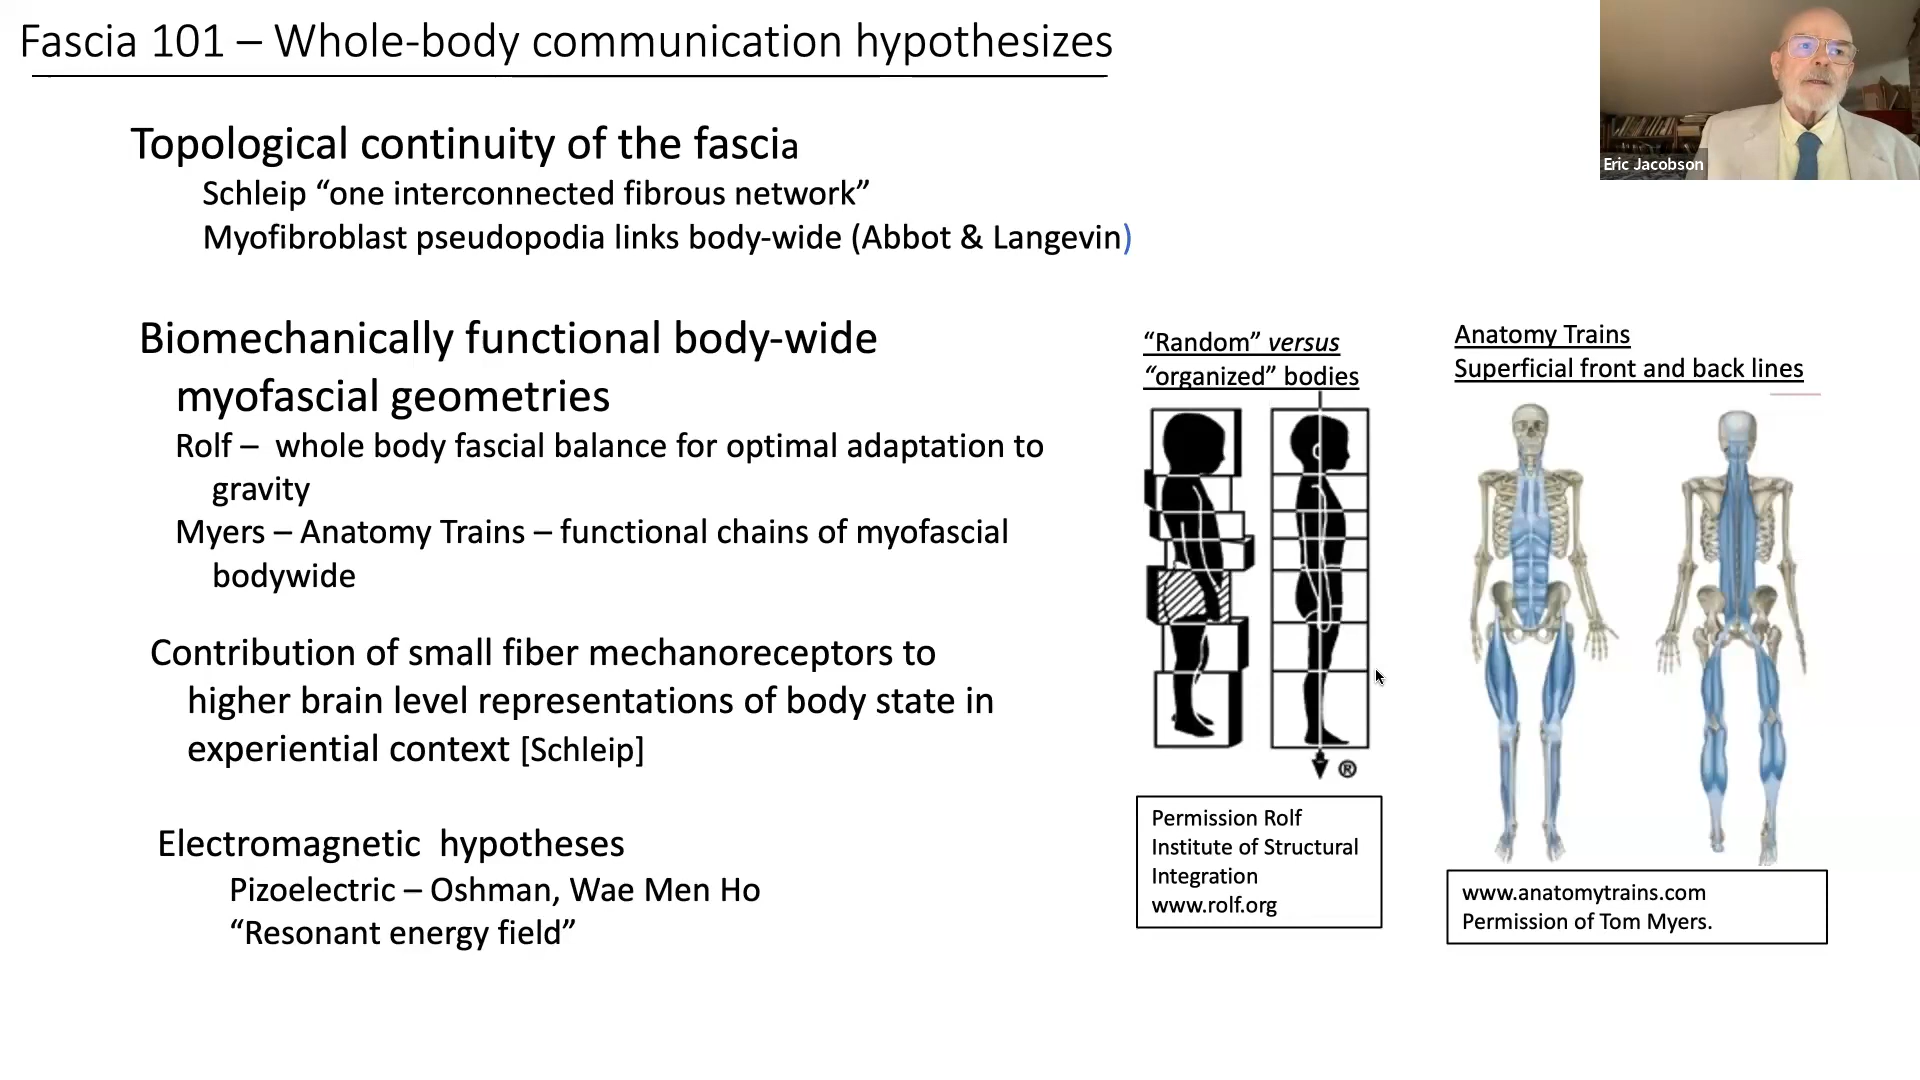 Fascia 101 – Whole-body communication hypothesizes
Eric Jacobson
Topological continuity of the fascia
Schleip “one interconnected fibrous network”
Myofibroblast pseudopodia links body-wide (Abbot & Langevin)
Biomechanically functional body-wide
myofascial geometries
Rolf – whole body fascial balance for optimal adaptation to
gravity
Myers – Anatomy Trains – functional chains of myofascial
bodywide
Contribution of small fiber mechanoreceptors to
higher brain level representations of body state in
experiential context [Schleip]
Electromagnetic hypotheses
Pizoelectric – Oshman, Wae Men Ho
“Resonant energy field”
“Random” versus
“organized” bodies
®
Permission Rolf
Institute of Structural
Integration
www.rolf.org
Anatomy Trains
Superficial front and back lines
www.anatomytrains.com
Permission of Tom Myers.